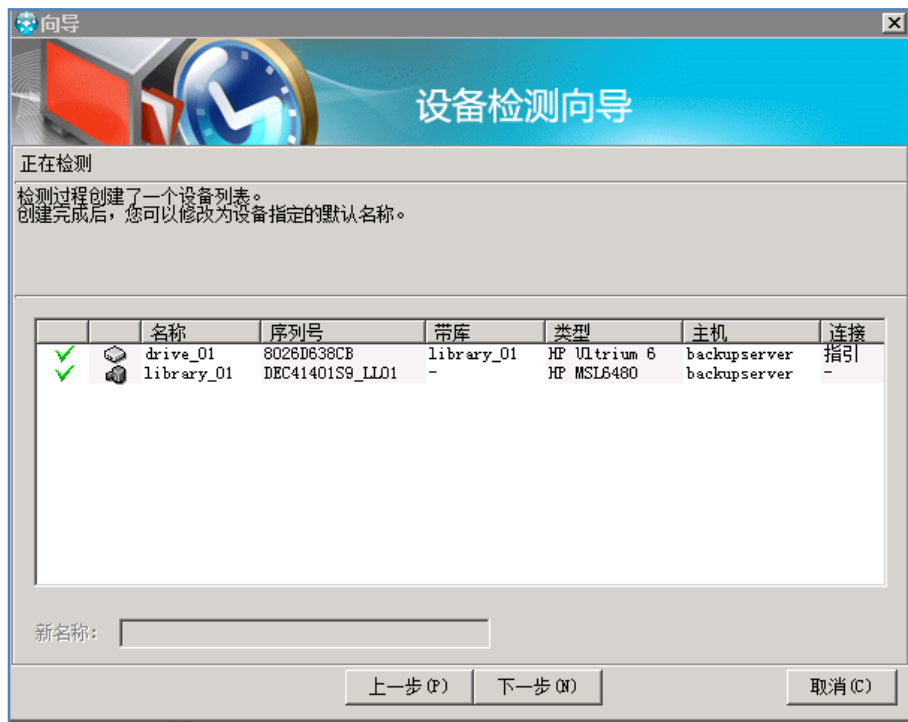 向导
设备检测向导
正在检测
检测过程创建了一个设备列表。
创建完成后，您可以修改为设备指定的默认名称。
名称 序列号 带库 类型 主机 连接
drive_01 8026D638CB library_01 HP Ultrium 6 backupserver 指引
library_01 DEC41401S9_LL01 - HP MSL6480 backupserver -
新名称:
上一步(P) 下一步(N) 取消(C)